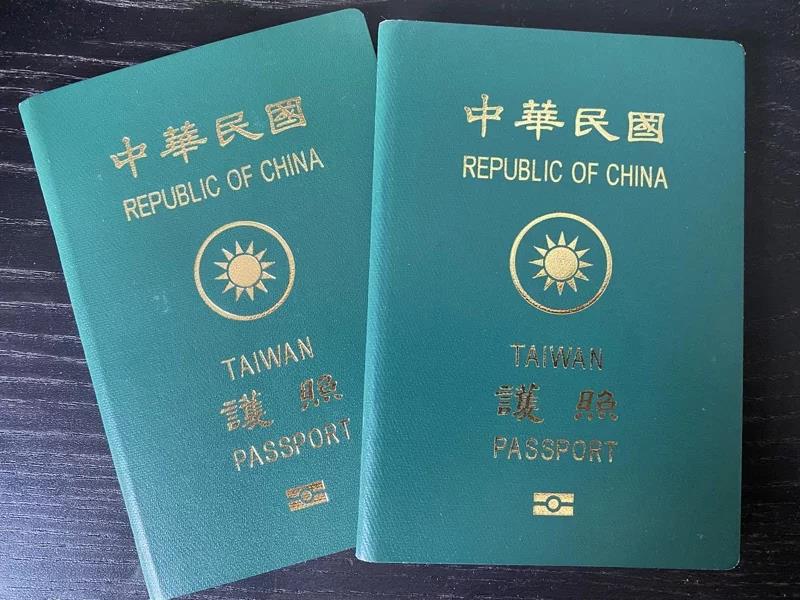 中華民國
REPUBLIC OF CHINA
TAIWAN
護照
PASSPORT
中華民國
REPUBLIC OF CHINA
TAIWAN
護照
PASSPORT